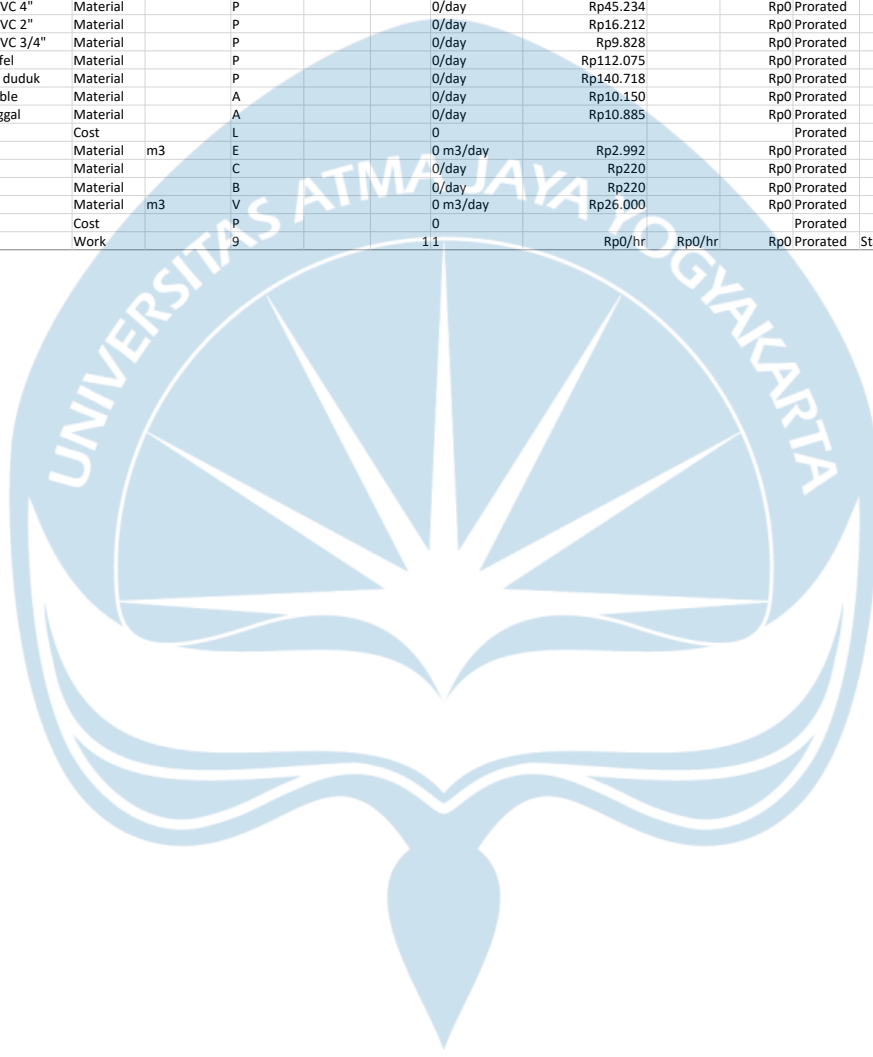 VC 4" Material P 0/day Rp45.234 Rp0 Prorated
VC 2" Material P 0/day Rp16.212 Rp0 Prorated
VC 3/4" Material P 0/day Rp9.828 Rp0 Prorated
fel Material P 0/day Rp112.075 Rp0 Prorated
duduk Material P 0/day Rp140.718 Rp0 Prorated
ble Material A 0/day Rp10.150 Rp0 Prorated
ggal Material A 0/day Rp10.885 Rp0 Prorated
Cost L 0 Prorated
Material m3 E 0 m3/day Rp2.992 Rp0 Prorated
Material C 0/day Rp220 Rp0 Prorated
Material B 0/day Rp220 Rp0 Prorated
Material m3 V 0 m3/day Rp26.000 Rp0 Prorated
Cost P 0 Prorated
Work 9 1 1 Rp0/hr Rp0/hr Rp0 Prorated St
UNIVERSITAS ATMA JAYA YOGYAKARTA